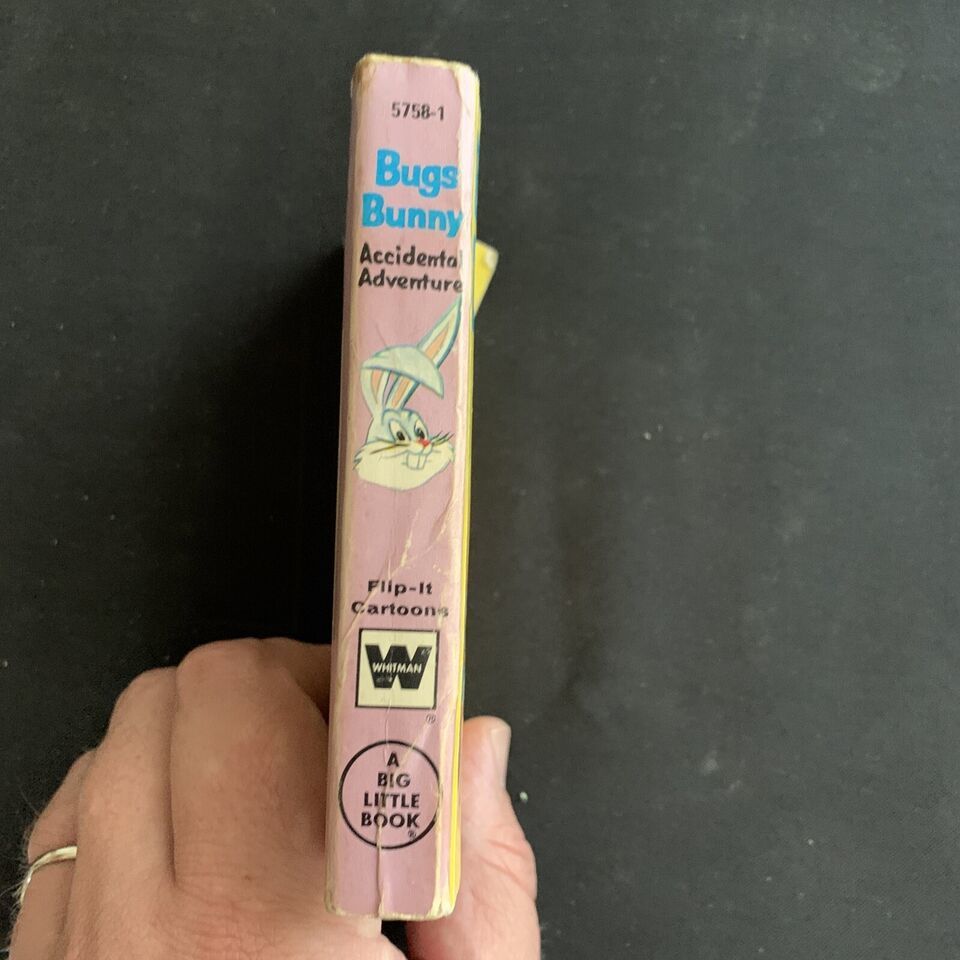 5758-1
Bugs
Bunny
Accidental
Adventure
Flip-It
Cartoons
WHITMAN
W
®
A
BIG
LITTLE
BOOK
®